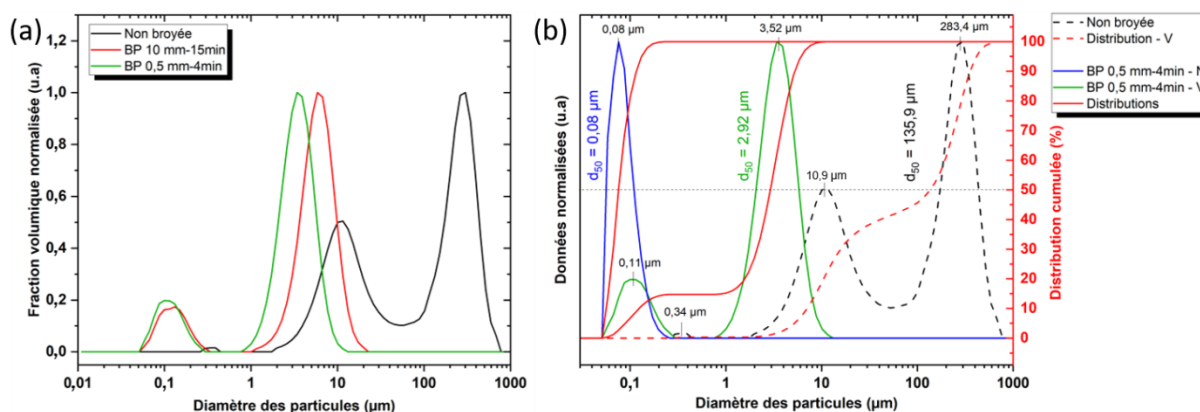 (a)
Fraction volumique normalisée (u.a)
1,2
1,0
0,8
0,6
0,4
0,2
0,0
Non broyée
BP 10 mm-15min
BP 0,5 mm-4min
0,01 0,1 1 10 100 1000
Diamètre des particules (µm)
(b)
Données normalisées (u.a)
0,08 µm
3,52 µm
283,4 µm
d50 = 0,08 µm
d50 = 2,92 µm
d50 = 135,9 µm
10,9 µm
0,11 µm
0,34 µm
0,1 1 10 100 1000
Diamètre des particules (µm)
100
90
80
70
60
50
40
30
20
10
0
Distribution cumulée (%)
Non broyée
Distribution - V
BP 0,5 mm-4min - N
BP 0,5 mm-4min - V
Distributions